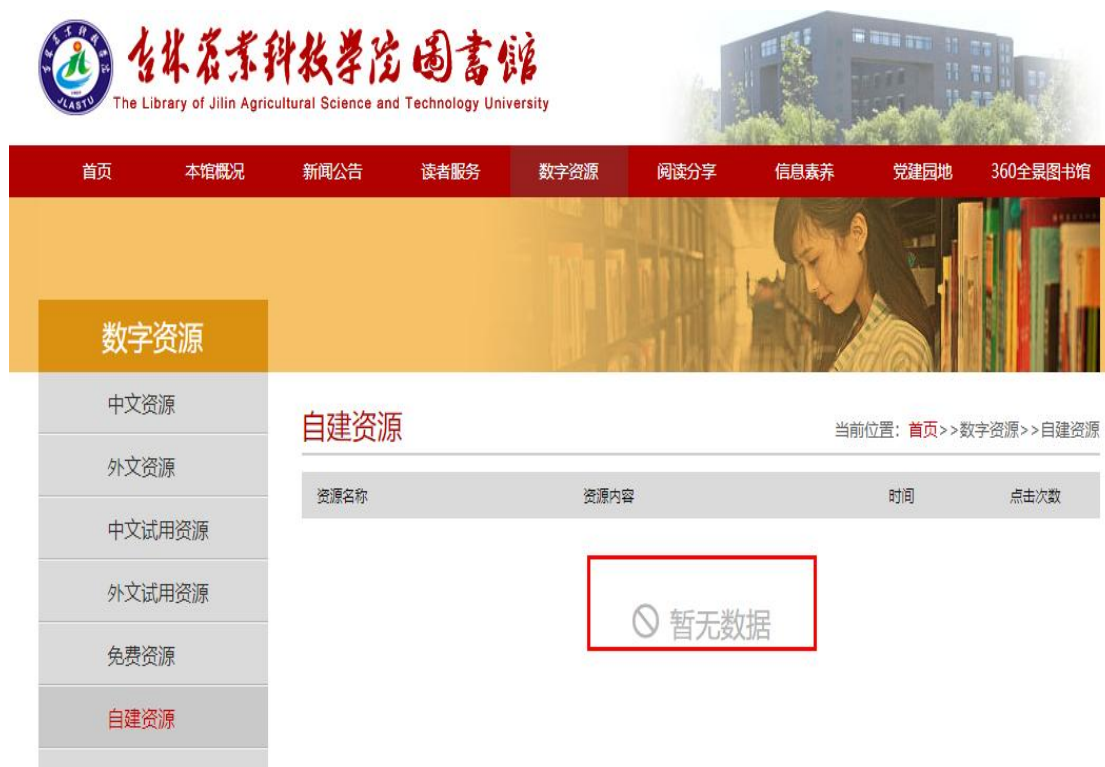 吉林农业科技学院圖書館
The Library of Jilin Agricultural Science and Technology University
JLASTU
首页 本馆概况 新闻公告 读者服务 数字资源 阅读分享 信息素养 党建园地 360全景图书馆
数字资源
中文资源
外文资源
中文试用资源
外文试用资源
免费资源
自建资源
自建资源
当前位置：首页>>数字资源>>自建资源
资源名称 资源内容 时间 点击次数
暂无数据